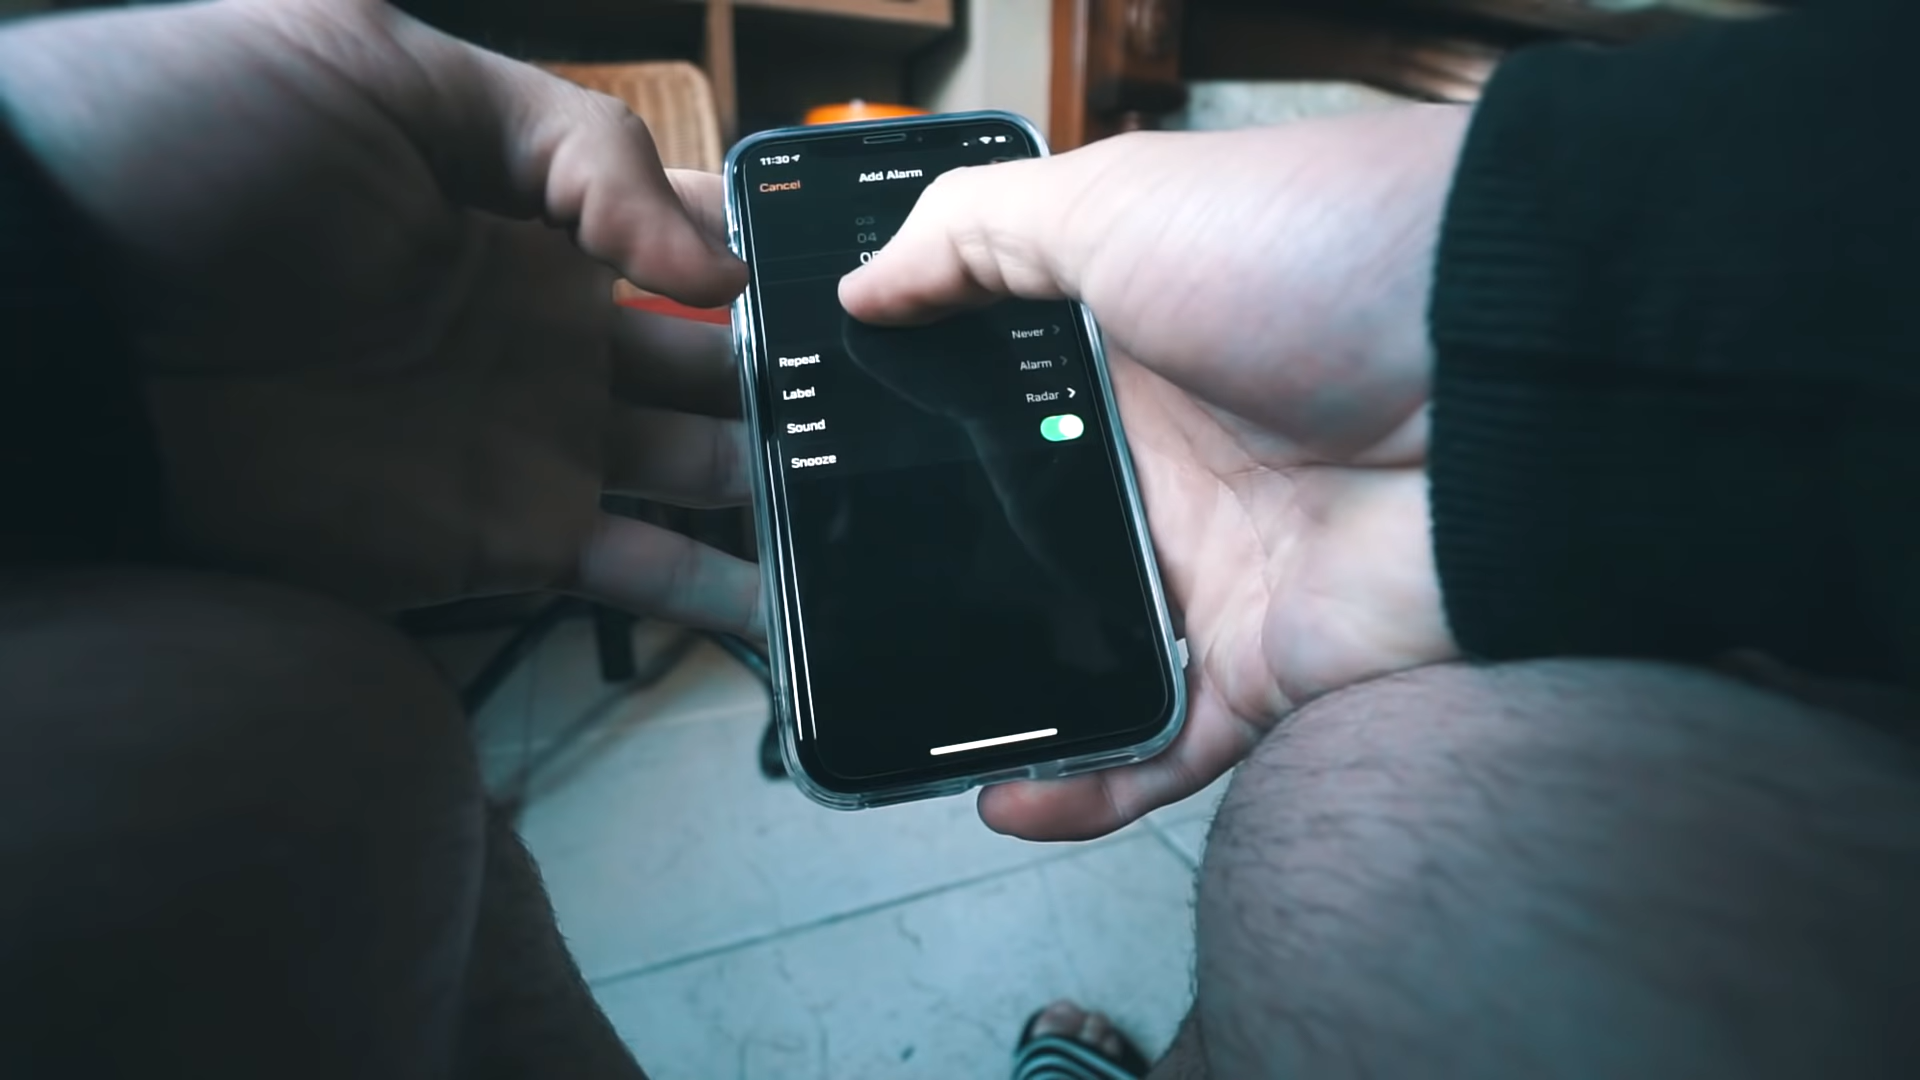 11:30
Cancel
Add Alarm
03
04
Repeat
Never
Label
Alarm
Sound
Radar
Snooze